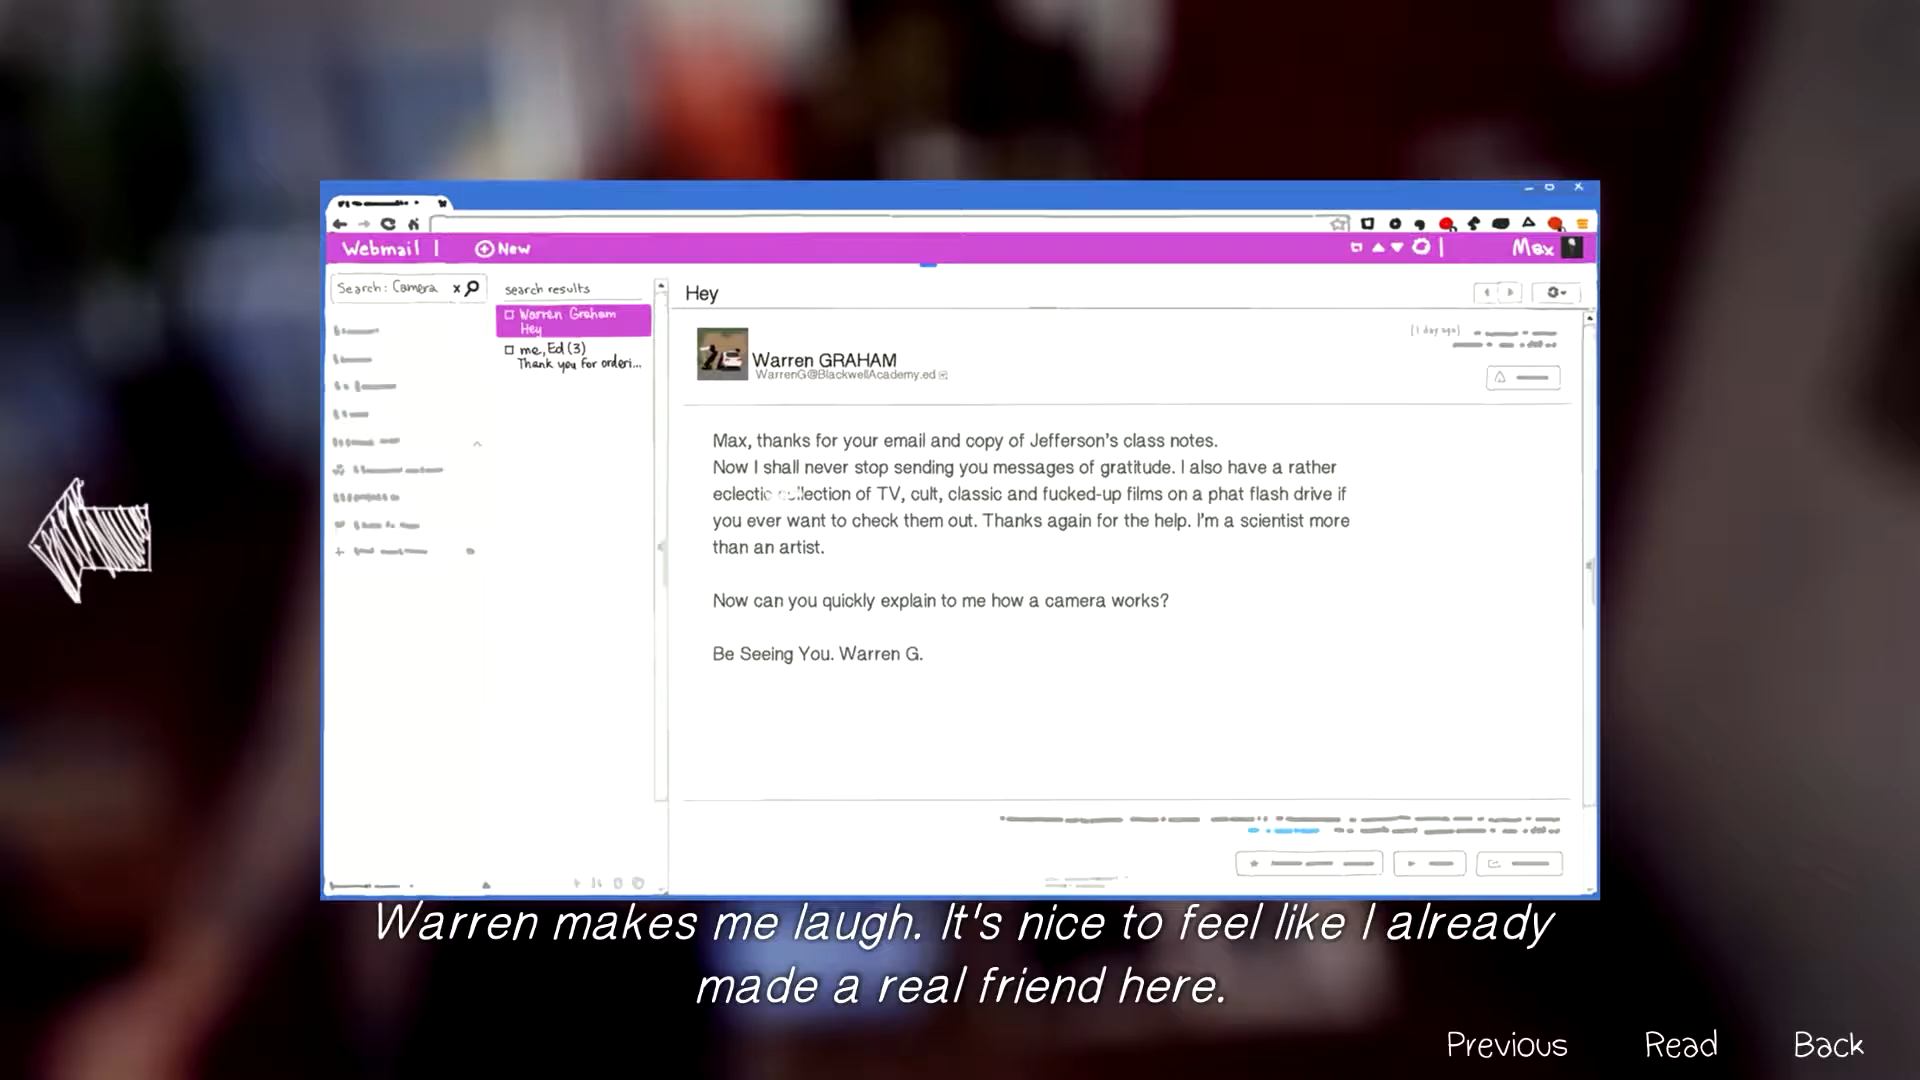 Webmail | New
Max
Search: Camera x
search results
Warren Graham
Hey
me, Ed (3)
Thank you for orderi...
Hey
(1 day ago)
Warren GRAHAM
WarrenG@BlackwellAcademy.ed
Max, thanks for your email and copy of Jefferson's class notes.
Now I shall never stop sending you messages of gratitude. I also have a rather
eclectic collection of TV, cult, classic and fucked-up films on a phat flash drive if
you ever want to check them out. Thanks again for the help. I'm a scientist more
than an artist.
Now can you quickly explain to me how a camera works?
Be Seeing You. Warren G.
Warren makes me laugh. It's nice to feel like I already
made a real friend here.
Previous Read Back